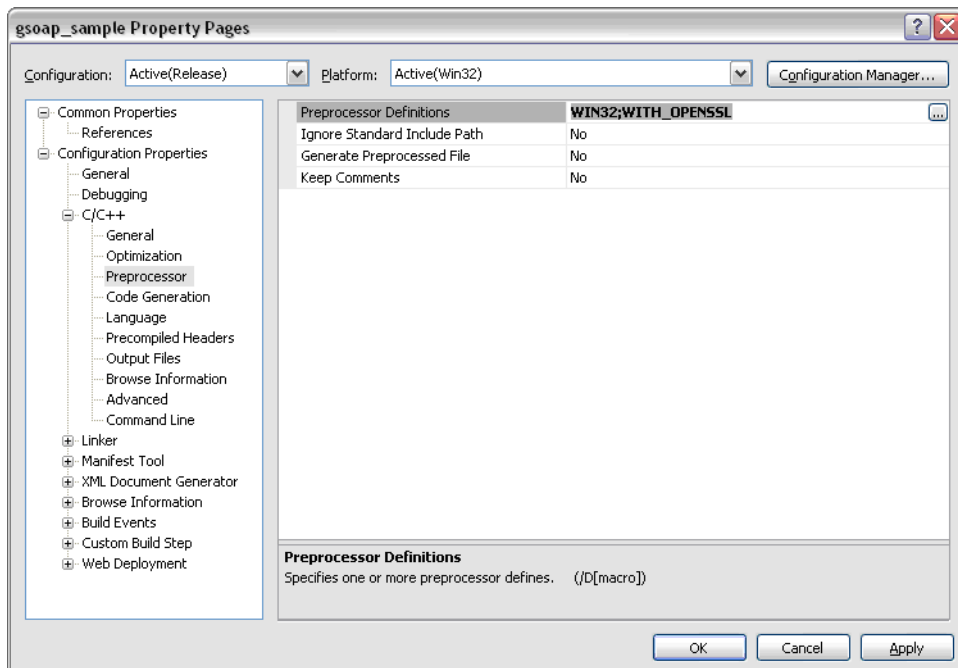 gsoap_sample Property Pages
Configuration: Active(Release) Platform: Active(Win32) Configuration Manager...
Common Properties
References
Configuration Properties
General
Debugging
C/C++
General
Optimization
Preprocessor
Code Generation
Language
Precompiled Headers
Output Files
Browse Information
Advanced
Command Line
Linker
Manifest Tool
XML Document Generator
Browse Information
Build Events
Custom Build Step
Web Deployment
Preprocessor Definitions WIN32;WITH_OPENSSL ...
Ignore Standard Include Path No
Generate Preprocessed File No
Keep Comments No
Preprocessor Definitions
Specifies one or more preprocessor defines. (/D[macro])
OK Cancel Apply